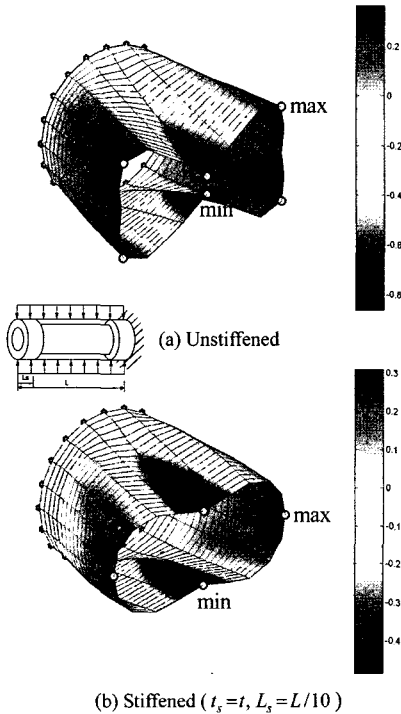 0.2
0
max
-0.2
-0.4
min
-0.6
-0.8
(a) Unstiffened
Ls
L
0.3
0.2
0.1
0
max
-0.1
-0.2
min
-0.3
-0.4
(b) Stiffened ( t_s = t, L_s = L/10 )